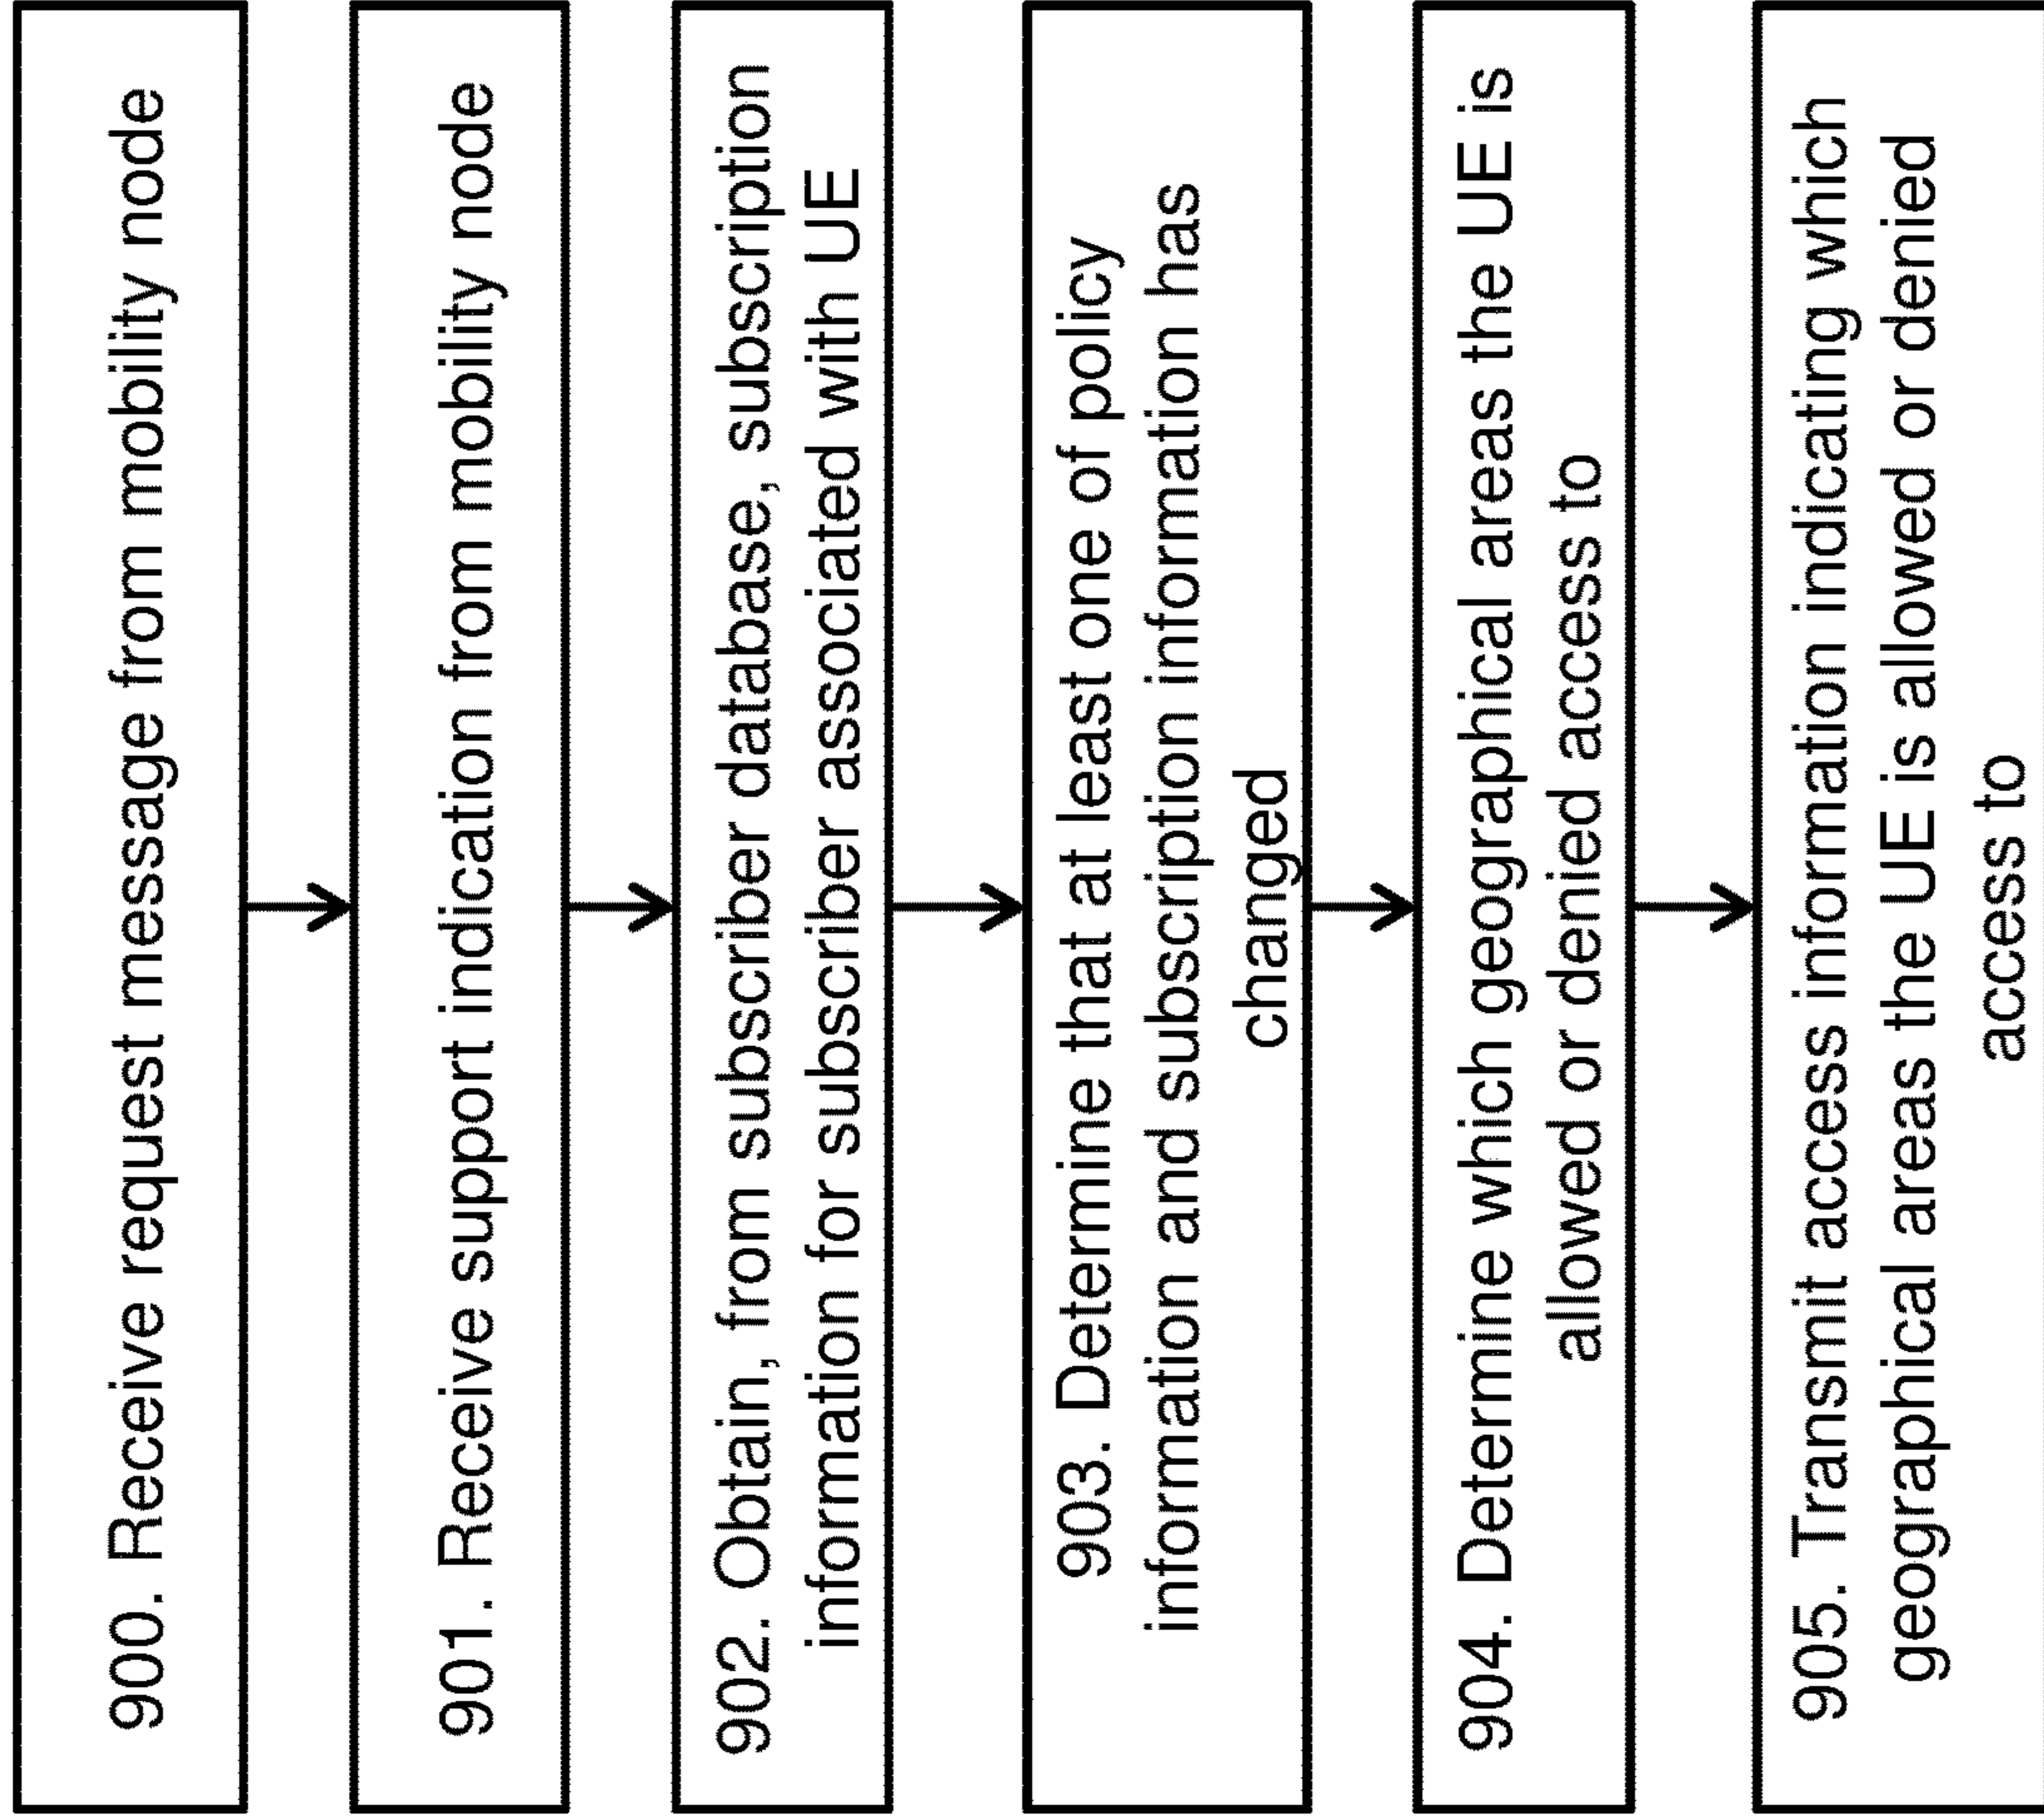 900. Receive request message from mobility node
901. Receive support indication from mobility node
902. Obtain, from subscriber database, subscription
information for subscriber associated with UE
903. Determine that at least one of policy
information and subscription information has
changed
904. Determine which geographical areas the UE is
allowed or denied access to
905. Transmit access information indicating which
geographical areas the UE is allowed or denied
access to